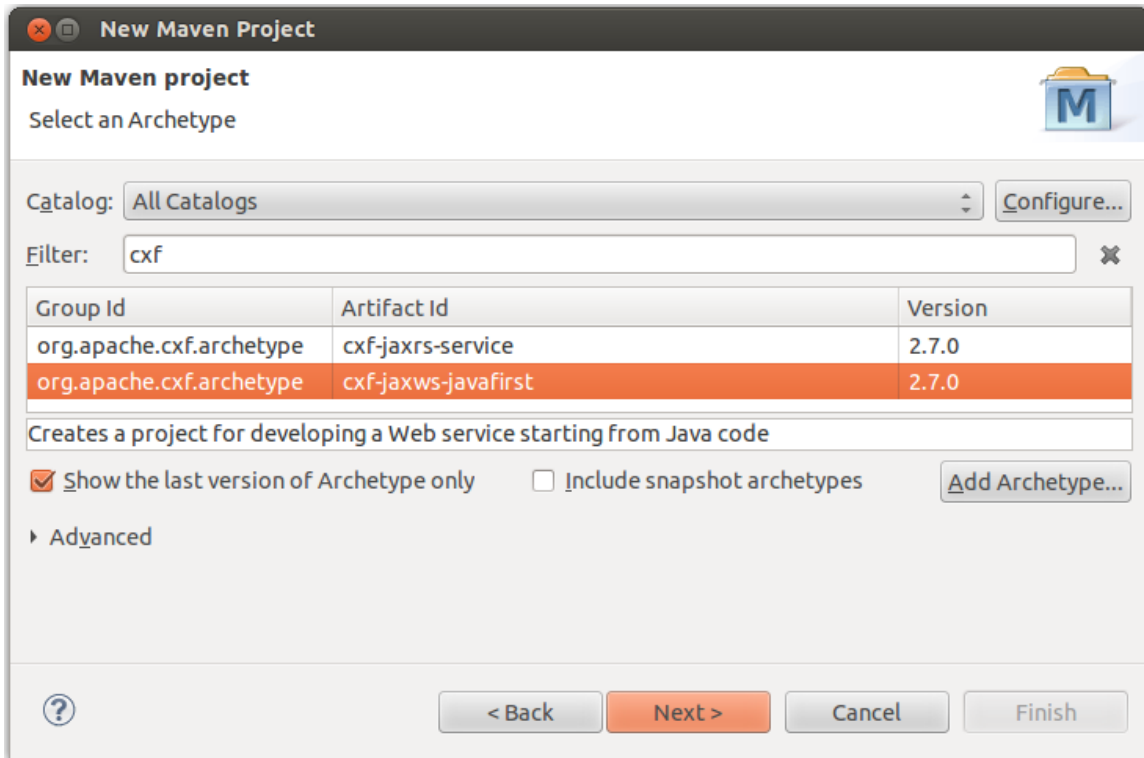 New Maven Project
New Maven project
Select an Archetype
M
Catalog: All Catalogs Configure...
Filter: cxf
Group Id Artifact Id Version
org.apache.cxf.archetype cxf-jaxrs-service 2.7.0
org.apache.cxf.archetype cxf-jaxws-javafirst 2.7.0
Creates a project for developing a Web service starting from Java code
Show the last version of Archetype only Include snapshot archetypes Add Archetype...
Advanced
? < Back Next > Cancel Finish